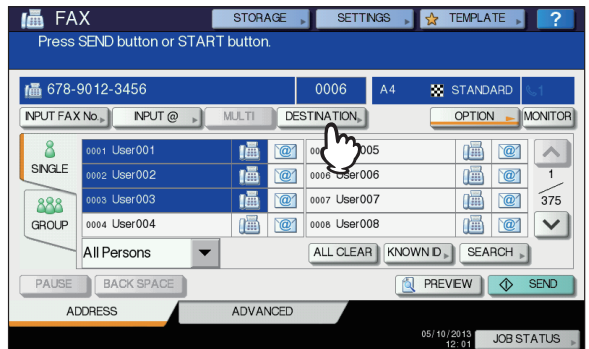 FAX STORAGE SETTINGS TEMPLATE ?
Press SEND button or START button.
678-9012-3456 0006 A4 STANDARD 1
INPUT FAX No. INPUT @ MULTI DESTINATION OPTION MONITOR
SINGLE
GROUP
0001 User001
0002 User002
0003 User003
0004 User004
0006 User006
0007 User007
0008 User008
1
375
All Persons ALL CLEAR KNOWN ID SEARCH
PAUSE BACK SPACE PREVIEW SEND
ADDRESS ADVANCED
05/10/2013
12:01
JOB STATUS